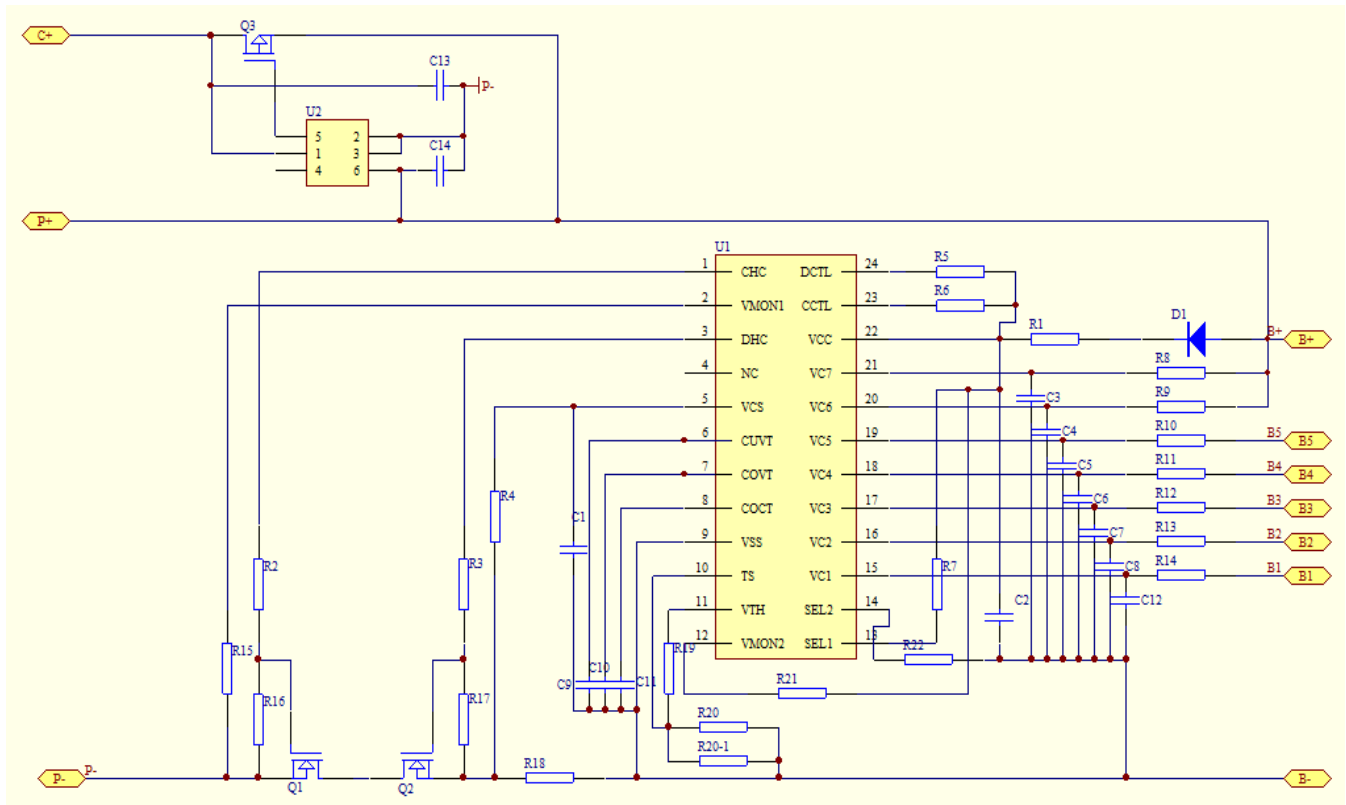 Q3
C+
C13
P-
U2
5 2
C14
1 3
4 6
P+
U1
1 CHC DCTL 24 R5
2 VMON1 CCTL 23 R6
D1
3 DHC VCC 22 R1 B+ B+
4 NC VC7 21 R8
5 VCS VC6 20 C3 R9
6 CUVT VC5 19 C4 R10 B5 B5
7 COVT VC4 18 C5 R11 B4 B4
R4
8 COCT VC3 17 C6 R12 B3 B3
C1
9 VSS VC2 16 C7 R13 B2 B2
R2 R3
10 TS VC1 15 R7 C8 R14 B1 B1
11 VTH SEL2 14 C2 C12
12 VMON2 SEL1 13
R15 R19 R22
C10
C9 C11 R21
R16 R17
R20
R20-1
P- P- R18 B-
Q1 Q2